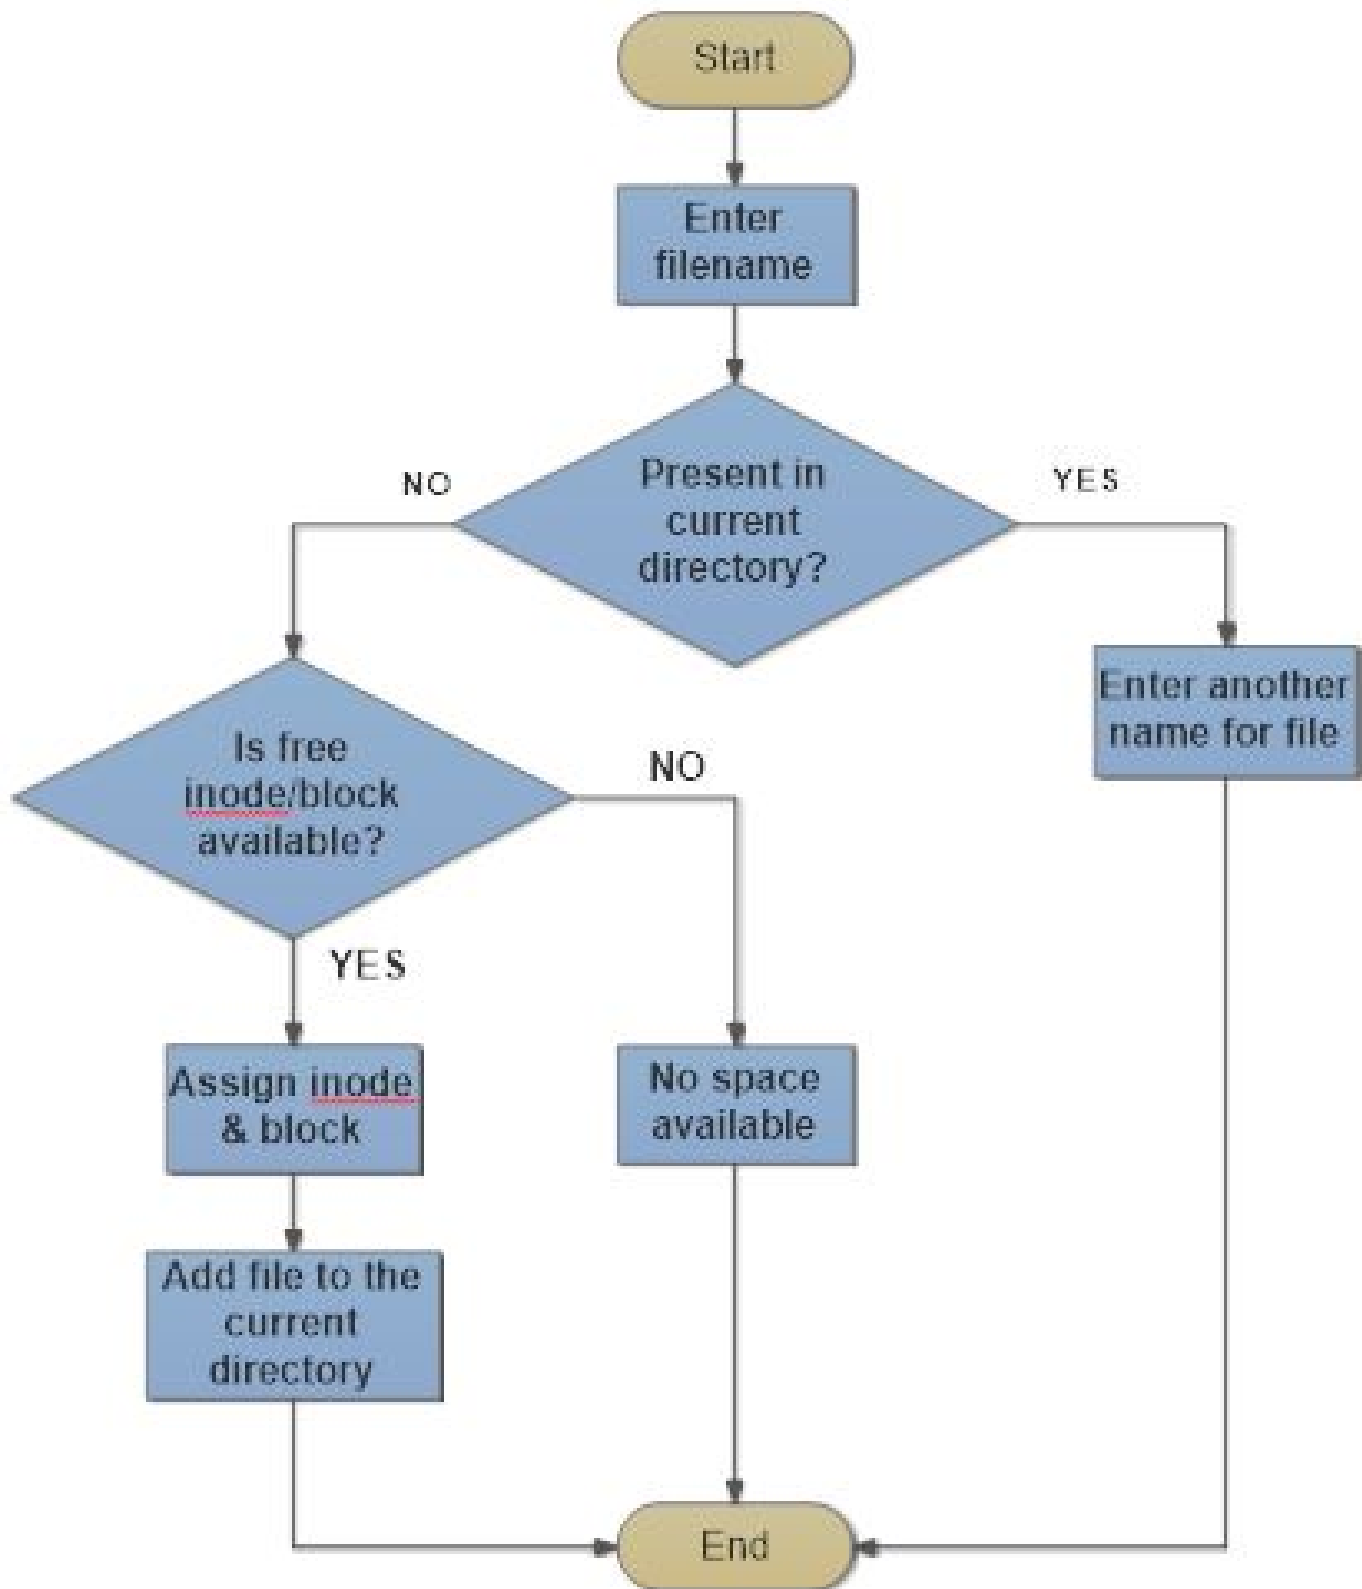 Start
Enter
filename
Present in
current
directory?
NO
YES
Enter another
name for file
Is free
inode/block
available?
NO
YES
Assign inode
& block
No space
available
Add file to the
current
directory
End